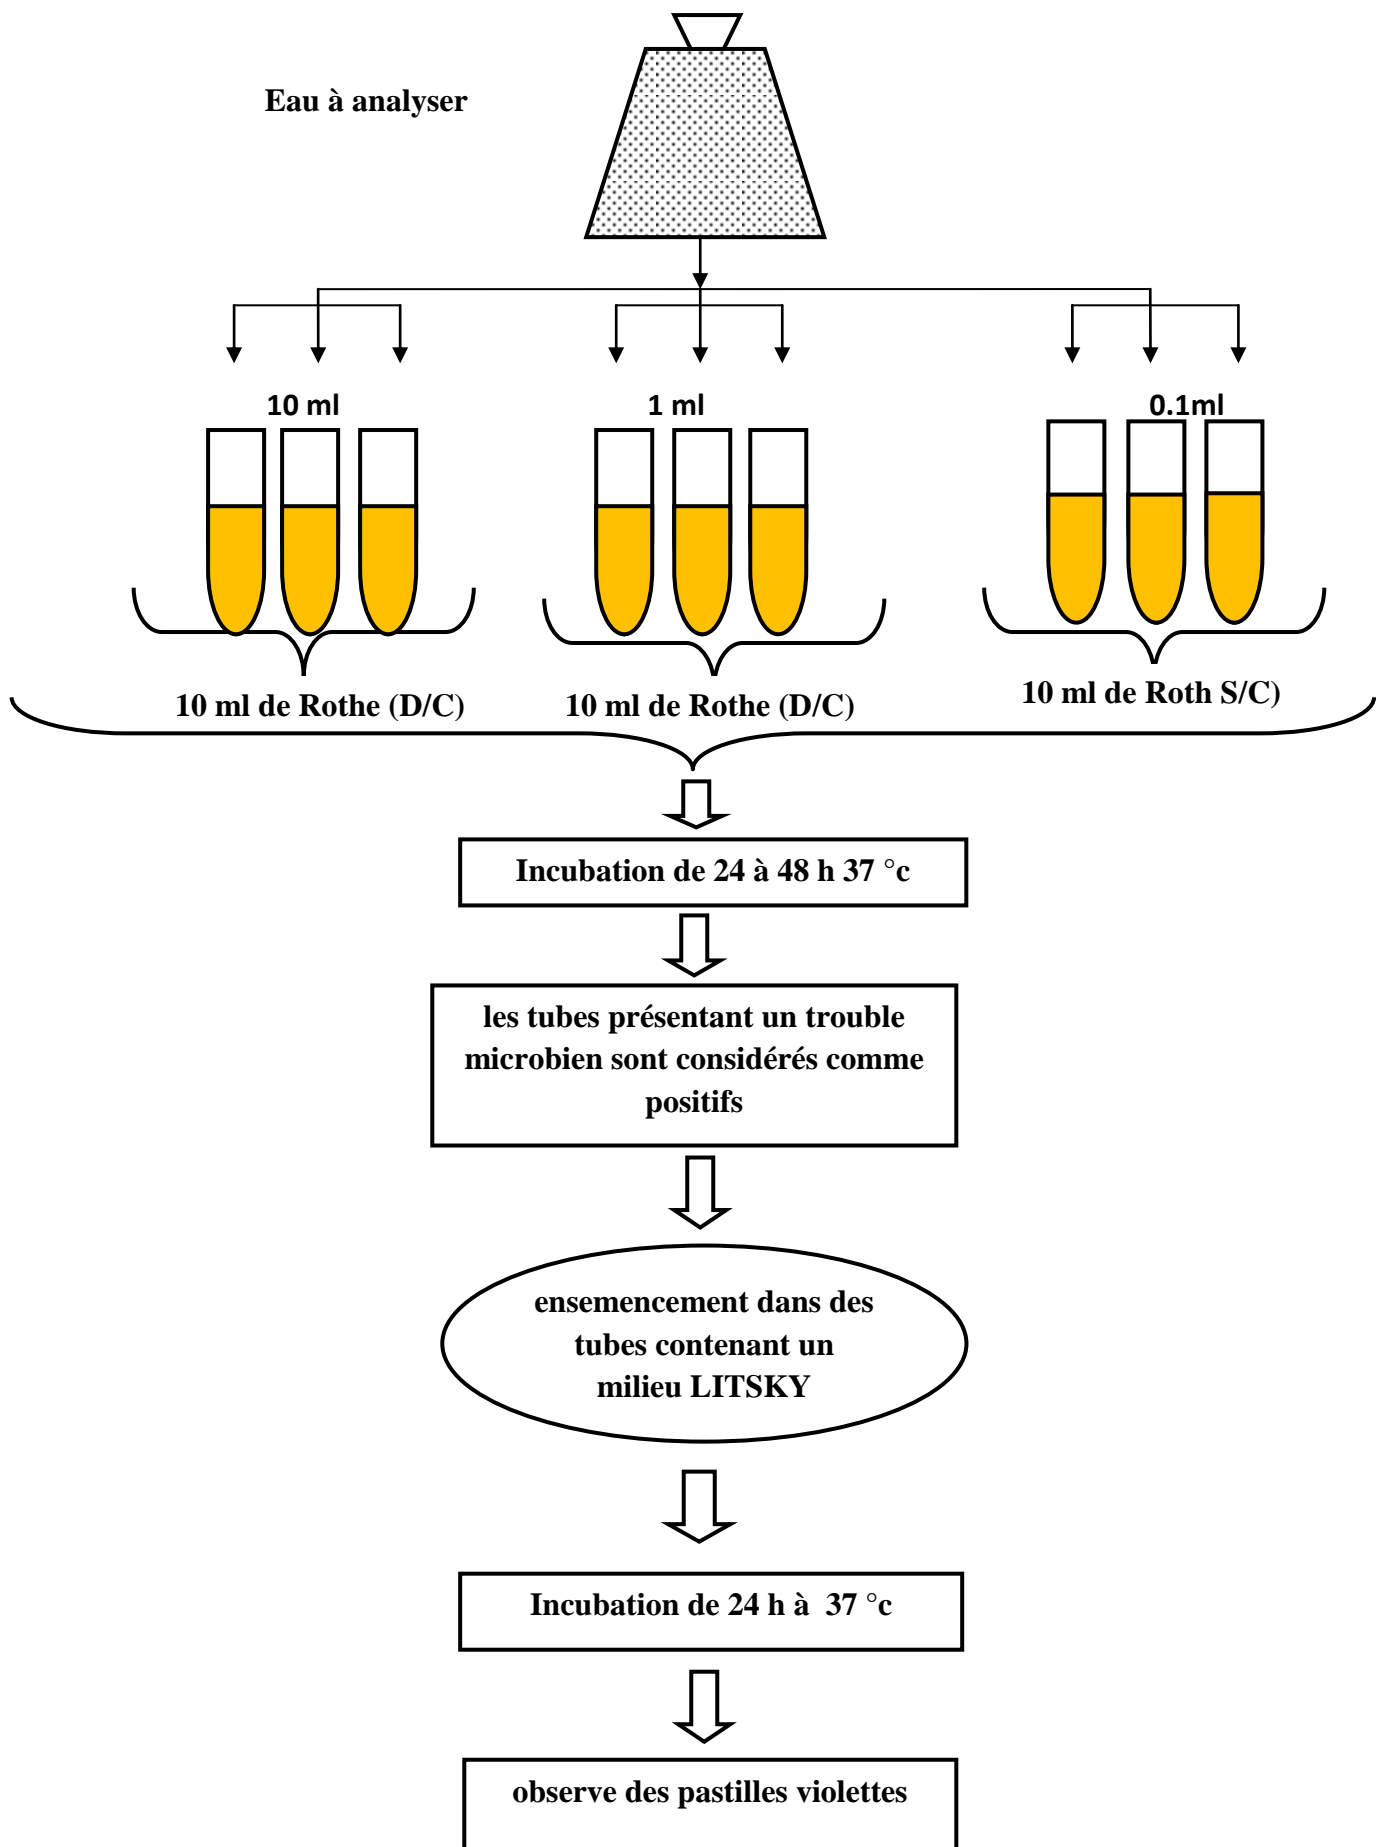 Eau à analyser
10 ml
1 ml
0.1ml
10 ml de Rothe (D/C)
10 ml de Rothe (D/C)
10 ml de Roth S/C)
Incubation de 24 à 48 h 37 °c
les tubes présentant un trouble
microbien sont considérés comme
positifs
ensemencement dans des
tubes contenant un
milieu LITSKY
Incubation de 24 h à  37 °c
observe des pastilles violettes